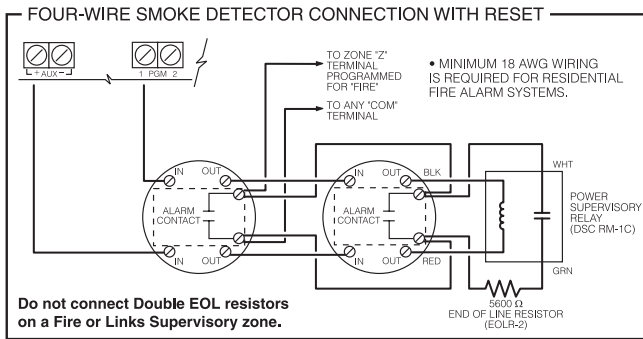 FOUR-WIRE SMOKE DETECTOR CONNECTION WITH RESET
+ AUX -
1 PGM 2
TO ZONE "Z"
TERMINAL
PROGRAMMED
FOR "FIRE"
TO ANY "COM"
TERMINAL
• MINIMUM 18 AWG WIRING
IS REQUIRED FOR RESIDENTIAL
FIRE ALARM SYSTEMS.
IN OUT
ALARM
CONTACT
IN OUT
IN OUT
ALARM
CONTACT
IN OUT
BLK
RED
WHT
POWER
SUPERVISORY
RELAY
(DSC RM-1C)
GRN
5600 Ω
END OF LINE RESISTOR
(EOLR-2)
Do not connect Double EOL resistors
on a Fire or Links Supervisory zone.